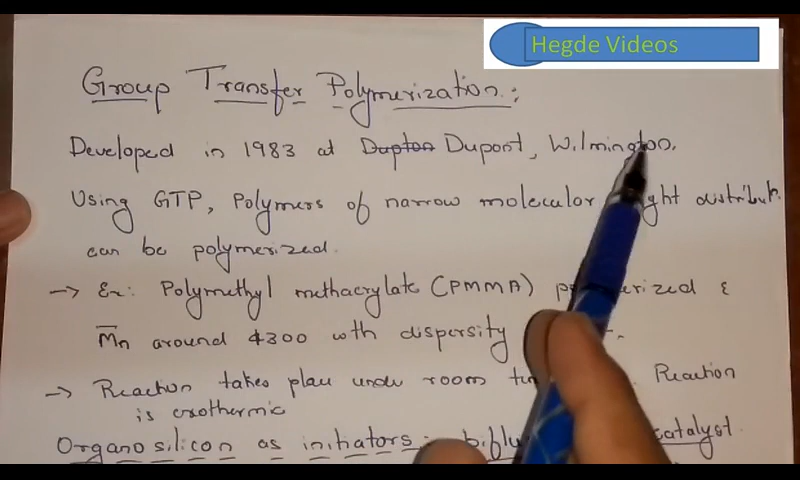 Hegde Videos
Group Transfer Polymerization:
Developed in 1983 at Dupton Dupont, Wilmington.
Using GTP, Polymers of narrow molecular distribut
can be polymerized.
→ Ex: Polymethyl methacrylate (PMMA) &
M̅n around 4300 with dispersity
→ Reaction takes place under room Reaction
is exothermic
Organosilicon as initiators catalyst